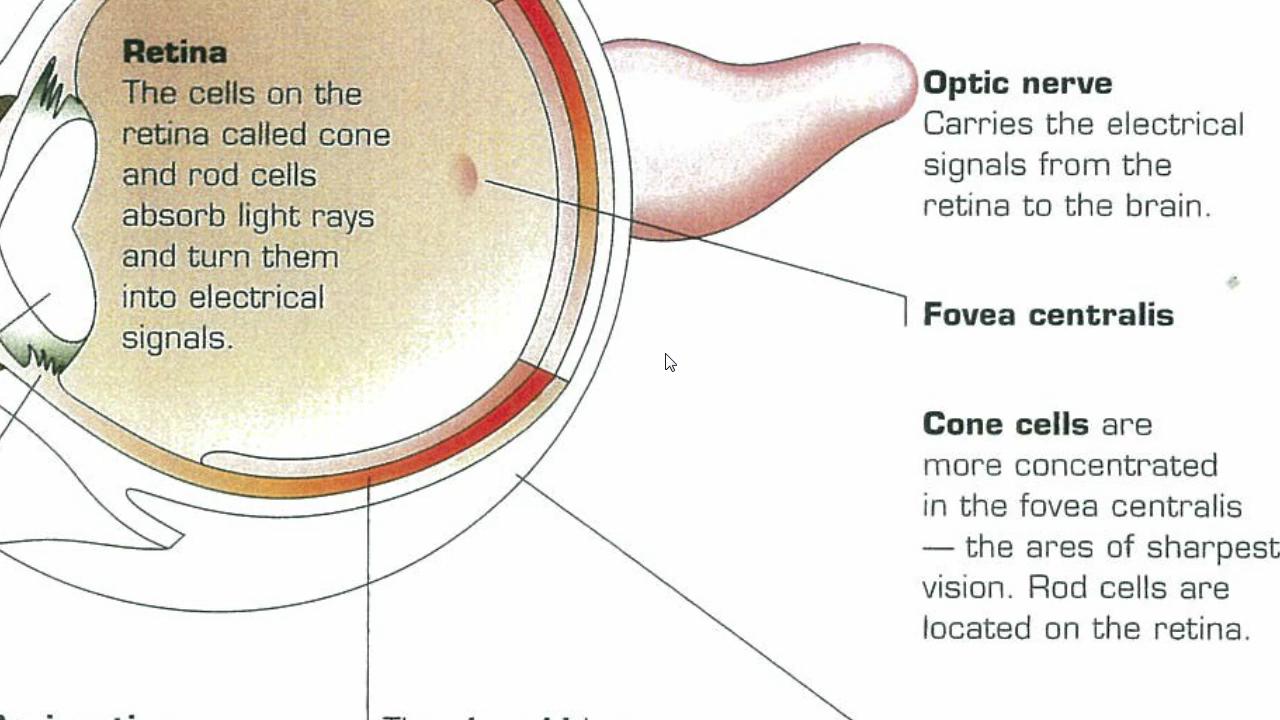 Retina
The cells on the
retina called cone
and rod cells
absorb light rays
and turn them
into electrical
signals.
Optic nerve
Carries the electrical
signals from the
retina to the brain.
Fovea centralis
Cone cells are
more concentrated
in the fovea centralis
— the ares of sharpest
vision. Rod cells are
located on the retina.